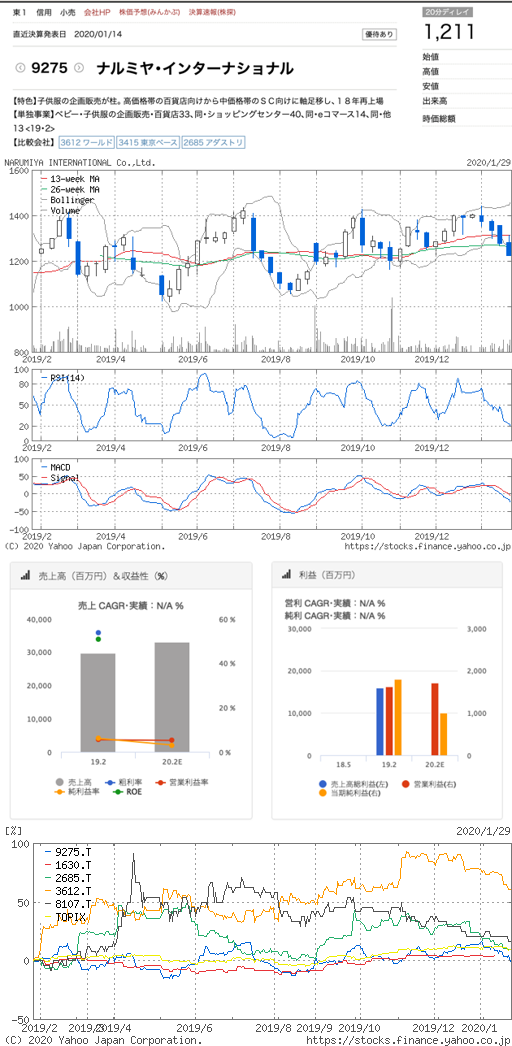 東1 信用 小売 会社HP 株価予想(みんかぶ) 決算速報(株探)
20分ディレイ
直近決算発表日 2020/01/14
優待あり
1,211
9275 ナルミヤ・インターナショナル
始値
高値
安値
出来高
時価総額
【特色】子供服の企画販売が柱。高価格帯の百貨店向けから中価格帯のＳＣ向けに軸足移し、１８年再上場
【単独事業】ベビー・子供服の企画販売・百貨店33、同・ショッピングセンター40、同・eコマース14、同・他
13 <19・2>
【比較会社】 3612 ワールド 3415 東京ベース 2685 アダストリ
NARUMIYA INTERNATIONAL Co.,Ltd. 2020/1/29
13-week MA
26-week MA
Bollinger
Volume
1600
1400
1200
1000
800
2019/2 2019/4 2019/6 2019/8 2019/10 2019/12
RSI(14)
100
80
50
20
0
2019/2 2019/4 2019/6 2019/8 2019/10 2019/12
MACD
Signal
100
50
0
-50
-100
2019/2 2019/4 2019/6 2019/8 2019/10 2019/12
(C) 2020 Yahoo Japan Corporation. https://stocks.finance.yahoo.co.jp
売上高（百万円）＆収益性（%）
売上 CAGR・実績：N/A %
40,000
30,000
20,000
10,000
0
60 %
40 %
20 %
0 %
19.2 20.2E
売上高 粗利率 営業利益率
純利益率 ROE
利益（百万円）
営利 CAGR・実績：N/A %
純利 CAGR・実績：N/A %
30,000
20,000
10,000
0
3,000
2,000
1,000
0
18.5 19.2 20.2E
売上高総利益(左) 営業利益(右)
当期純利益(右)
[%] 2020/1/29
9275.T
1630.T
2685.T
3612.T
8107.T
TOPIX
100
50
0
-50
2019/2 2019/3 2019/4 2019/6 2019/8 2019/9 2019/10 2019/12 2020/1
(C) 2020 Yahoo Japan Corporation. https://stocks.finance.yahoo.co.jp